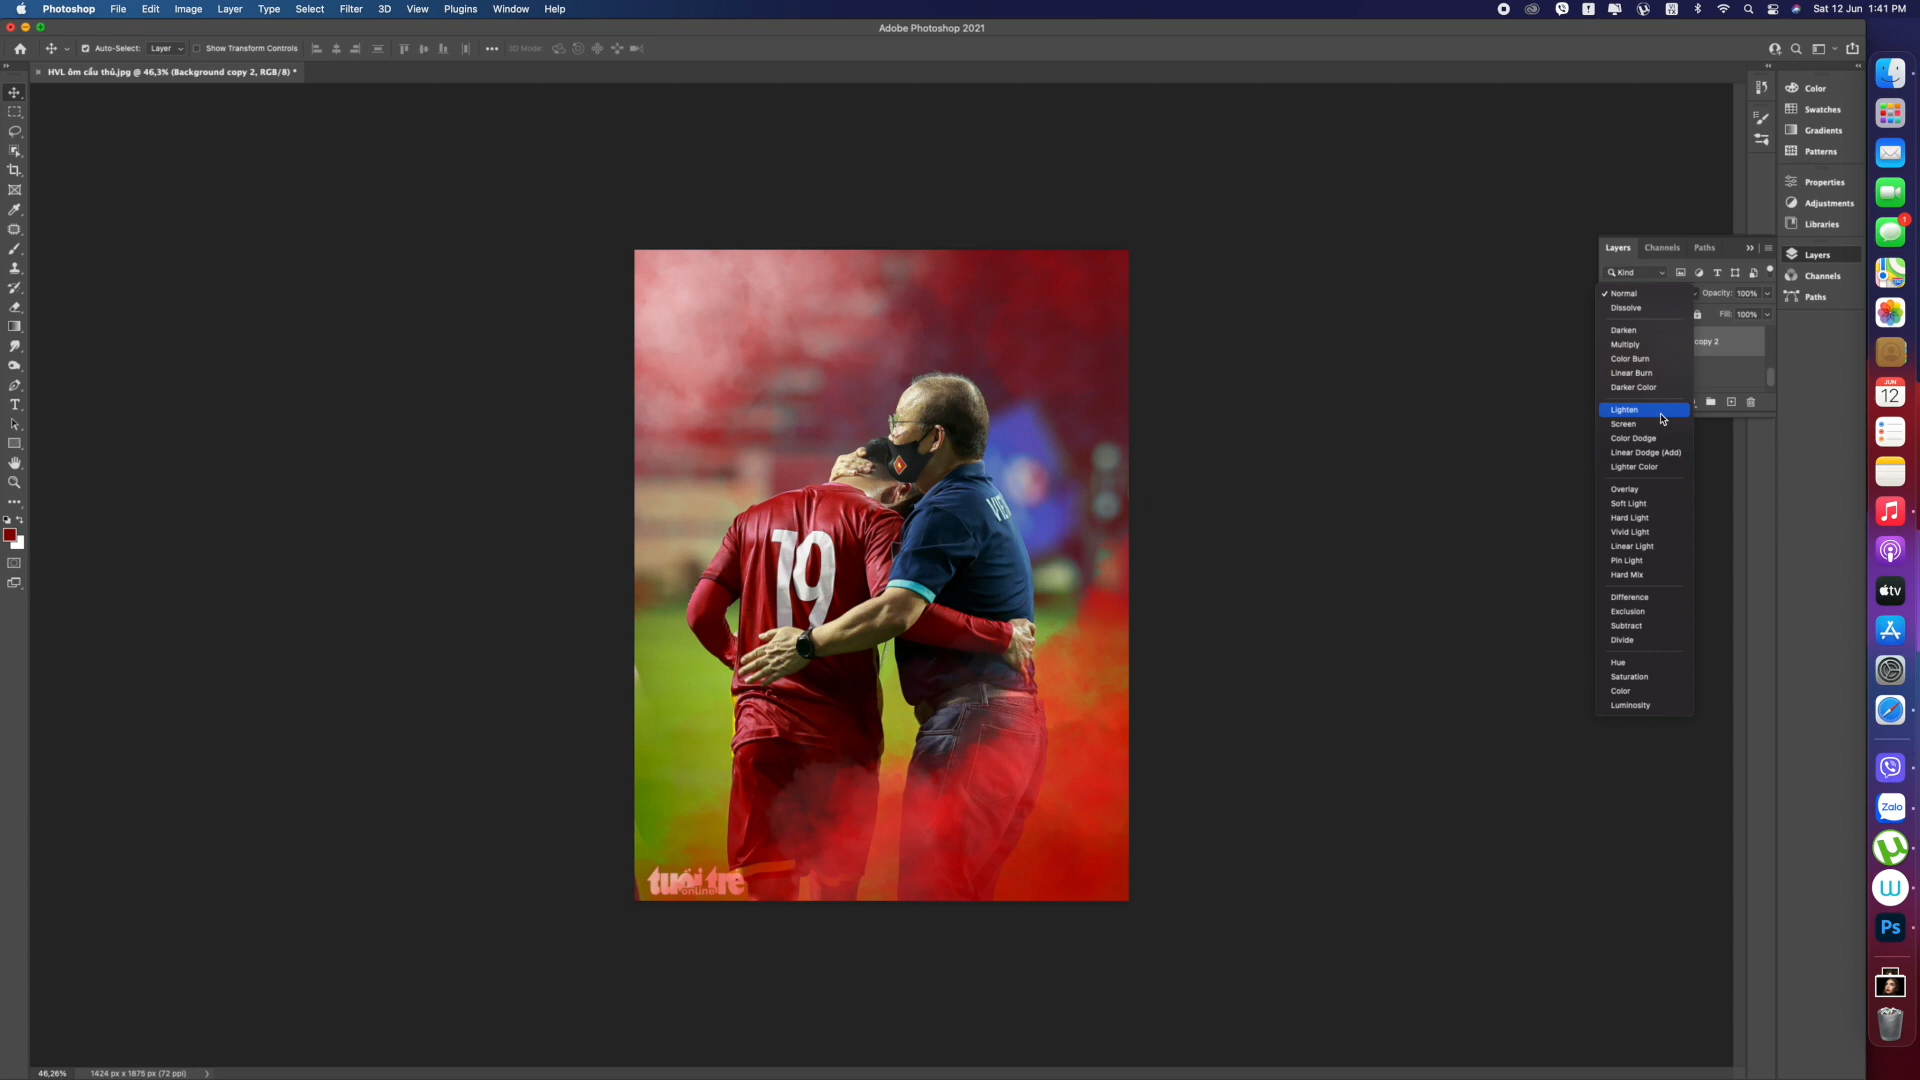 Photoshop File Edit Image Layer Type Select Filter 3D View Plugins Window Help Sat 12 Jun 1:41 PM
Adobe Photoshop 2021
Auto-Select: Layer Show Transform Controls 3D Mode:
HVL ôm cầu thủ.jpg @ 46,3% (Background copy 2, RGB/8) *
Color
Swatches
Gradients
Patterns
Properties
Adjustments
Libraries
Layers
Channels
Paths
Layers Channels Paths
Kind
Normal Opacity: 100%
Dissolve Fill: 100%
Darken
Multiply copy 2
Color Burn
Linear Burn
Darker Color
Lighten
Screen
Color Dodge
Linear Dodge (Add)
Lighter Color
Overlay
Soft Light
Hard Light
Vivid Light
Linear Light
Pin Light
Hard Mix
Difference
Exclusion
Subtract
Divide
Hue
Saturation
Color
Luminosity
VIET
19
tuổi trẻ
online
1
JUN
12
tv
Zalo
Ps
46,26% 1424 px x 1875 px (72 ppi)